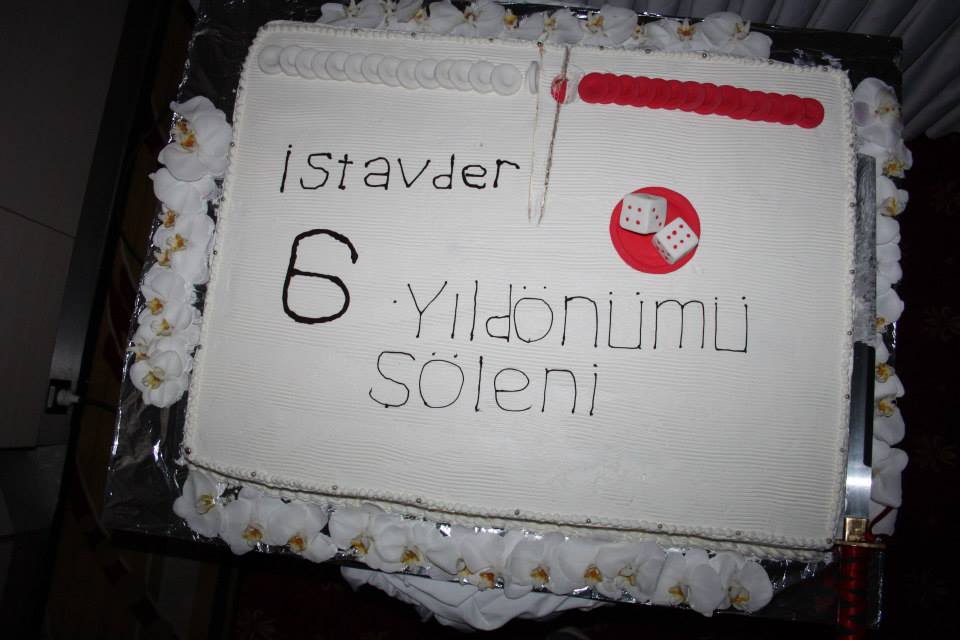 İstavder
6. Yıldönümü
Söleni